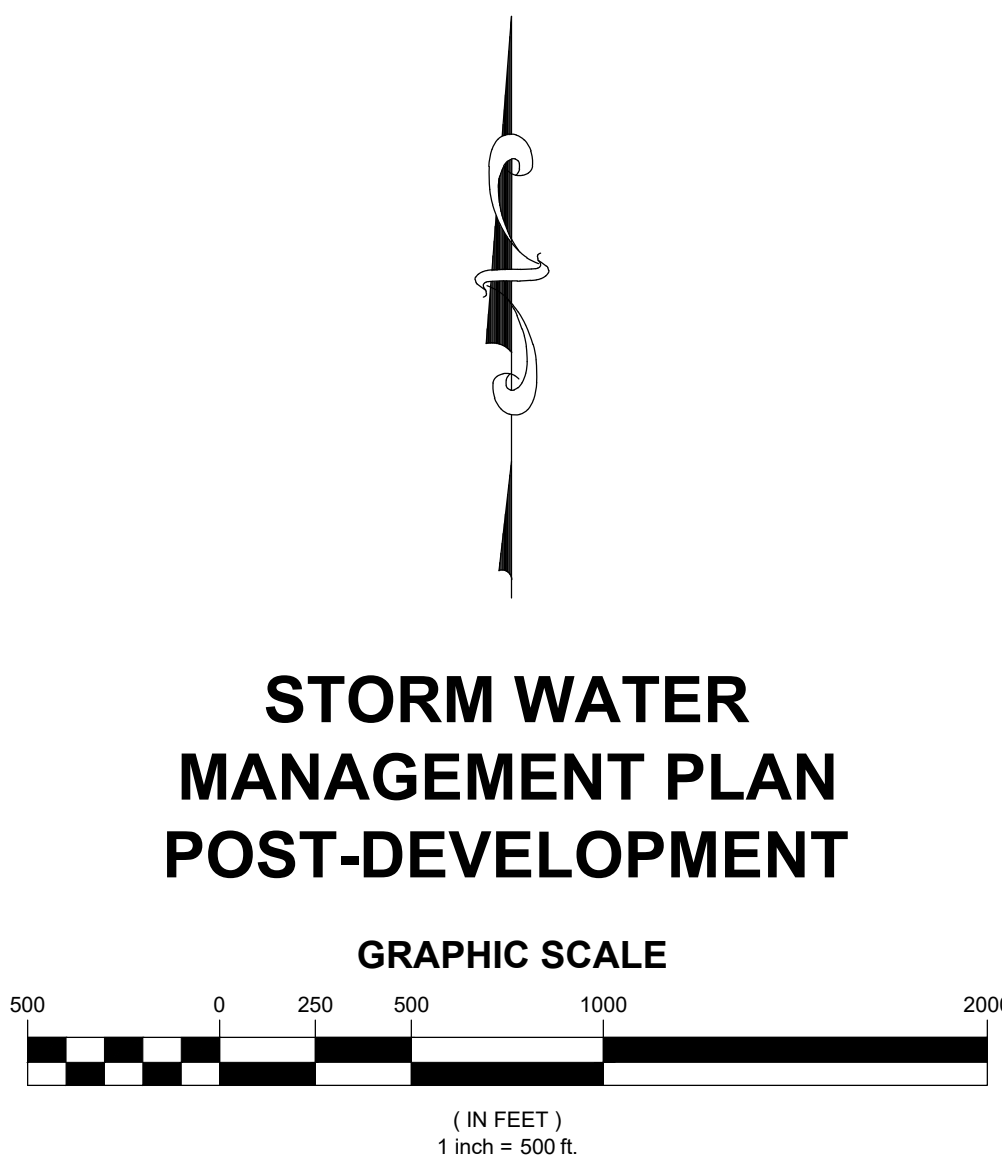 STORM WATER
MANAGEMENT PLAN
POST-DEVELOPMENT
GRAPHIC SCALE
500 0 250 500 1000 2000
( IN FEET )
1 inch = 500 ft.